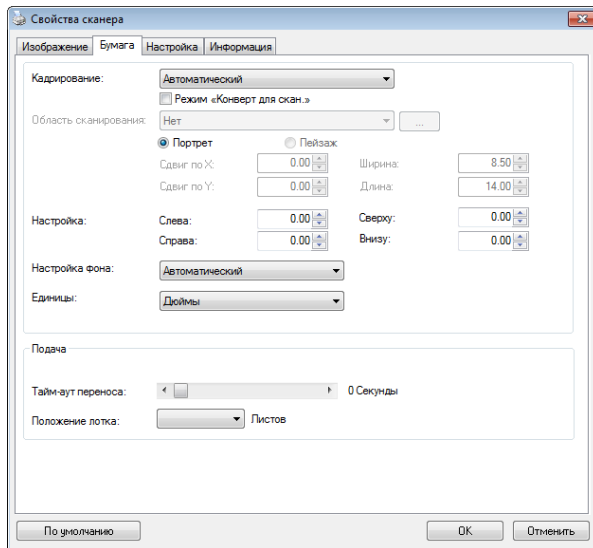 Свойства сканера
Изображение Бумага Настройка Информация
Кадрирование: Автоматический
Режим «Конверт для скан.»
Область сканирования: Нет ...
Портрет Пейзаж
Сдвиг по X: 0.00 Ширина: 8.50
Сдвиг по Y: 0.00 Длина: 14.00
Настройка: Слева: 0.00 Сверху: 0.00
Справа: 0.00 Внизу: 0.00
Настройка фона: Автоматический
Единицы: Дюймы
Подача
Тайм-аут переноса: 0 Секунды
Положение лотка: Листов
По умолчанию OK Отменить